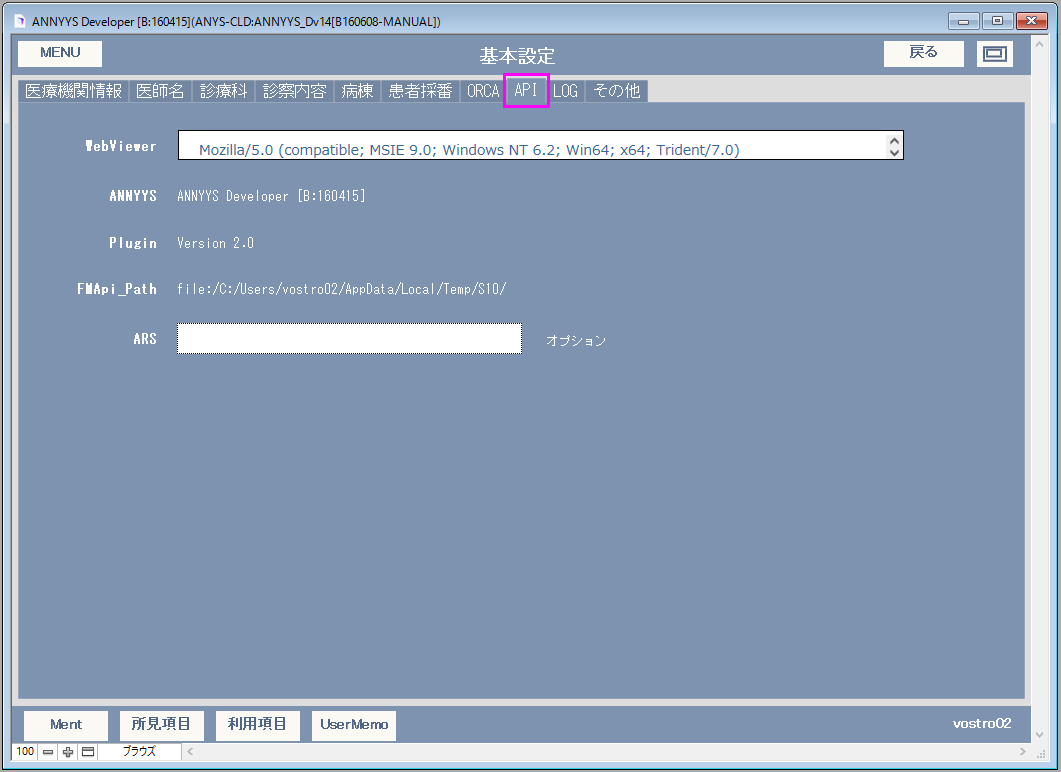 ANNYYS Developer [B:160415](ANYS-CLD:ANNYYS_Dv14[B160608-MANUAL])
MENU 基本設定 戻る
医療機関情報 医師名 診療科 診察内容 病棟 患者採番 ORCA API LOG その他
WebViewer Mozilla/5.0 (compatible; MSIE 9.0; Windows NT 6.2; Win64; x64; Trident/7.0)
ANNYYS ANNYYS Developer [B:160415]
Plugin Version 2.0
FMApi_Path file:/C:/Users/vostro02/AppData/Local/Temp/S10/
ARS オプション
Ment 所見項目 利用項目 UserMemo vostro02
100 ブラウズ